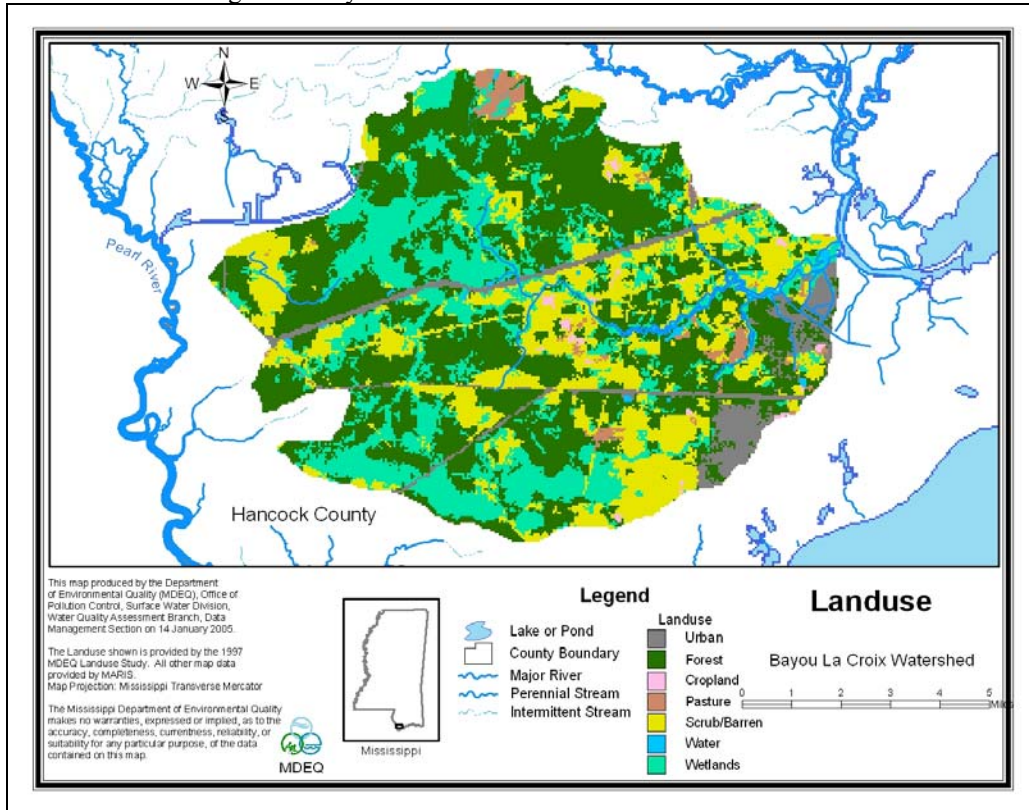 N
W E
S
Pearl River
Hancock County
This map produced by the Department
of Environmental Quality (MDEQ), Office of
Pollution Control, Surface Water Division,
Water Quality Assessment Branch, Data
Management Section on 14 January 2005.
The Landuse shown is provided by the 1997
MDEQ Landuse Study. All other map data
provided by MARIS.
Map Projection: Mississippi Transverse Mercator
The Mississippi Department of Environmental Quality
makes no warranties, expressed or implied, as to the
accuracy, completeness, currentness, reliability, or
suitability for any particular purpose, of the data
contained on this map.
MDEQ
Mississippi
Legend
Lake or Pond
County Boundary
Major River
Perennial Stream
Intermittent Stream
Landuse
Urban
Forest
Cropland
Pasture
Scrub/Barren
Water
Wetlands
Landuse
Bayou La Croix Watershed
0 1 2 3 4 5 Miles